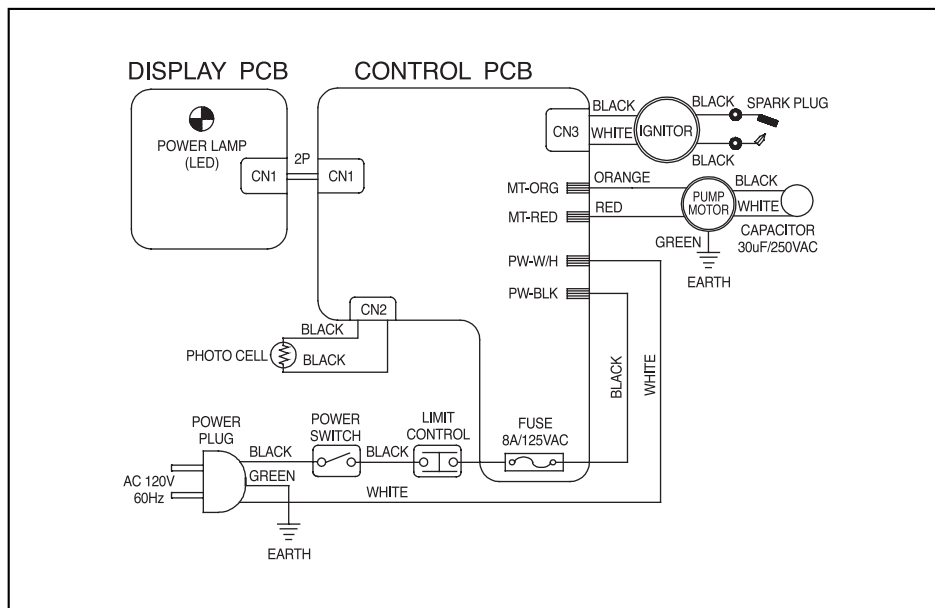 DISPLAY PCB
CONTROL PCB
POWER LAMP
(LED)
CN1
2P
CN1
CN3
BLACK
WHITE
IGNITOR
BLACK
BLACK
SPARK PLUG
MT-ORG
ORANGE
MT-RED
RED
PUMP
MOTOR
BLACK
WHITE
CAPACITOR
30uF/250VAC
GREEN
EARTH
PW-W/H
PW-BLK
BLACK
WHITE
CN2
BLACK
BLACK
PHOTO CELL
POWER
PLUG
AC 120V
60Hz
BLACK
GREEN
POWER
SWITCH
BLACK
LIMIT
CONTROL
FUSE
8A/125VAC
WHITE
EARTH